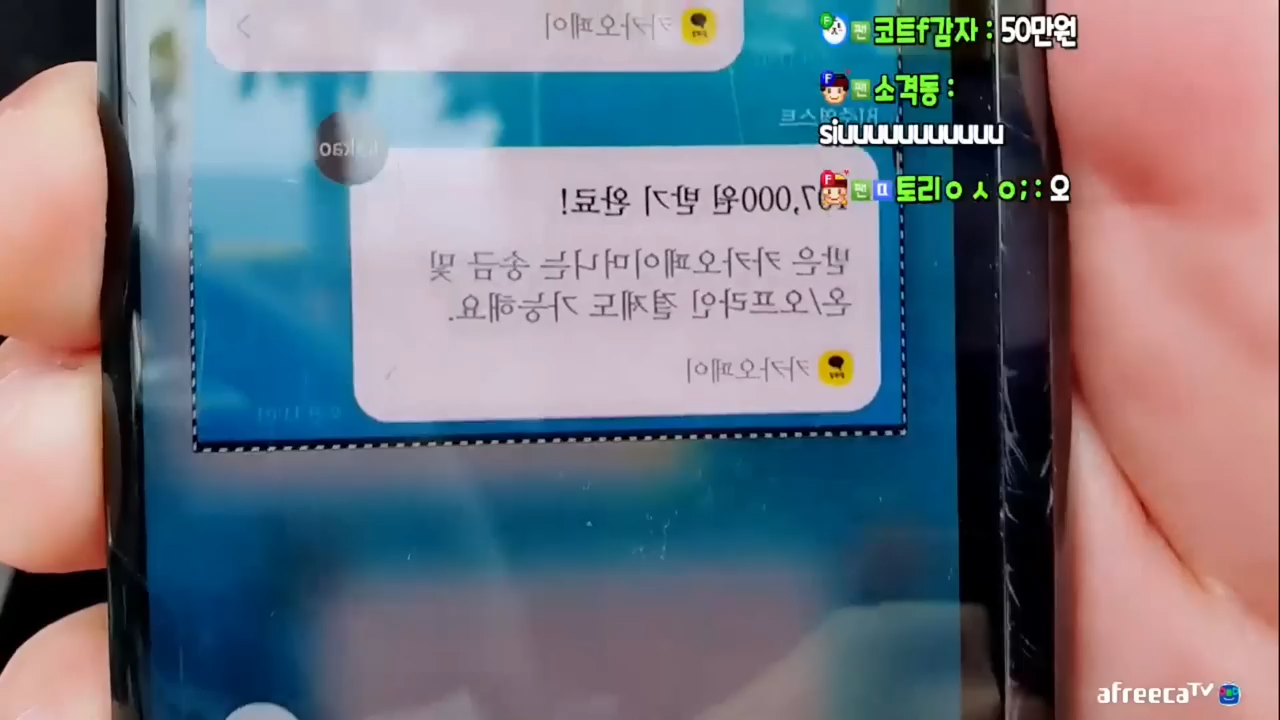 카카오페이
코트f감자 : 50만원
소격동 :
siuuuuuuuuuuu
토리ㅇㅅㅇ;: 오
kakao
7,000원 받기 완료!
받은 카카오페이머니는 송금 및
온/오프라인 결제도 가능해요.
카카오페이
afreecaTV